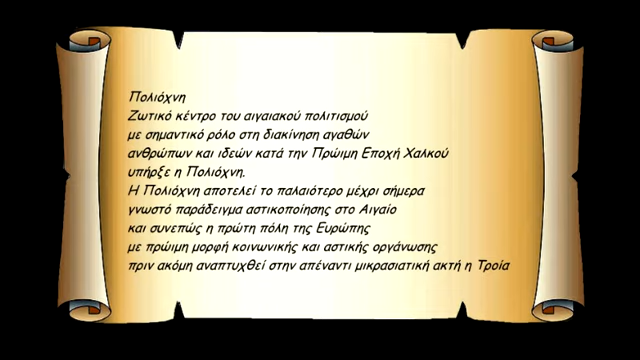 Πολιόχνη
Ζωτικό κέντρο του αιγαιακού πολιτισμού
με σημαντικό ρόλο στη διακίνηση αγαθών
ανθρώπων και ιδεών κατά την Πρώιμη Εποχή Χαλκού
υπήρξε η Πολιόχνη.
Η Πολιόχνη αποτελεί το παλαιότερο μέχρι σήμερα
γνωστό παράδειγμα αστικοποίησης στο Αιγαίο
και συνεπώς η πρώτη πόλη της Ευρώπης
με πρώιμη μορφή κοινωνικής και αστικής οργάνωσης
πριν ακόμη αναπτυχθεί στην απέναντι μικρασιατική ακτή η Τροία